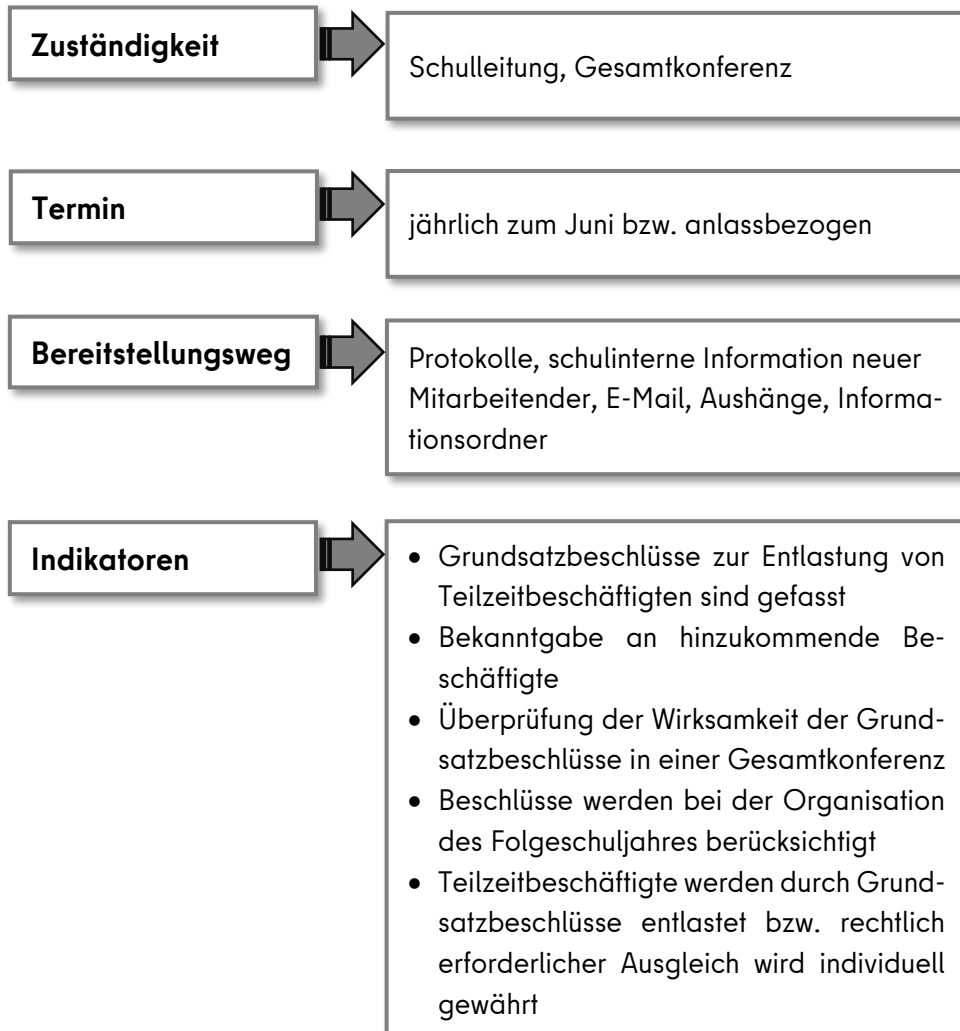 Zuständigkeit
Schulleitung, Gesamtkonferenz
Termin
jährlich zum Juni bzw. anlassbezogen
Bereitstellungsweg
Protokolle, schulinterne Information neuer
Mitarbeitender, E-Mail, Aushänge, Informa-
tionsordner
Indikatoren
• Grundsatzbeschlüsse zur Entlastung von
Teilzeitbeschäftigten sind gefasst
• Bekanntgabe an hinzukommende Be-
schäftigte
• Überprüfung der Wirksamkeit der Grund-
satzbeschlüsse in einer Gesamtkonferenz
• Beschlüsse werden bei der Organisation
des Folgeschuljahres berücksichtigt
• Teilzeitbeschäftigte werden durch Grund-
satzbeschlüsse entlastet bzw. rechtlich
erforderlicher Ausgleich wird individuell
gewährt